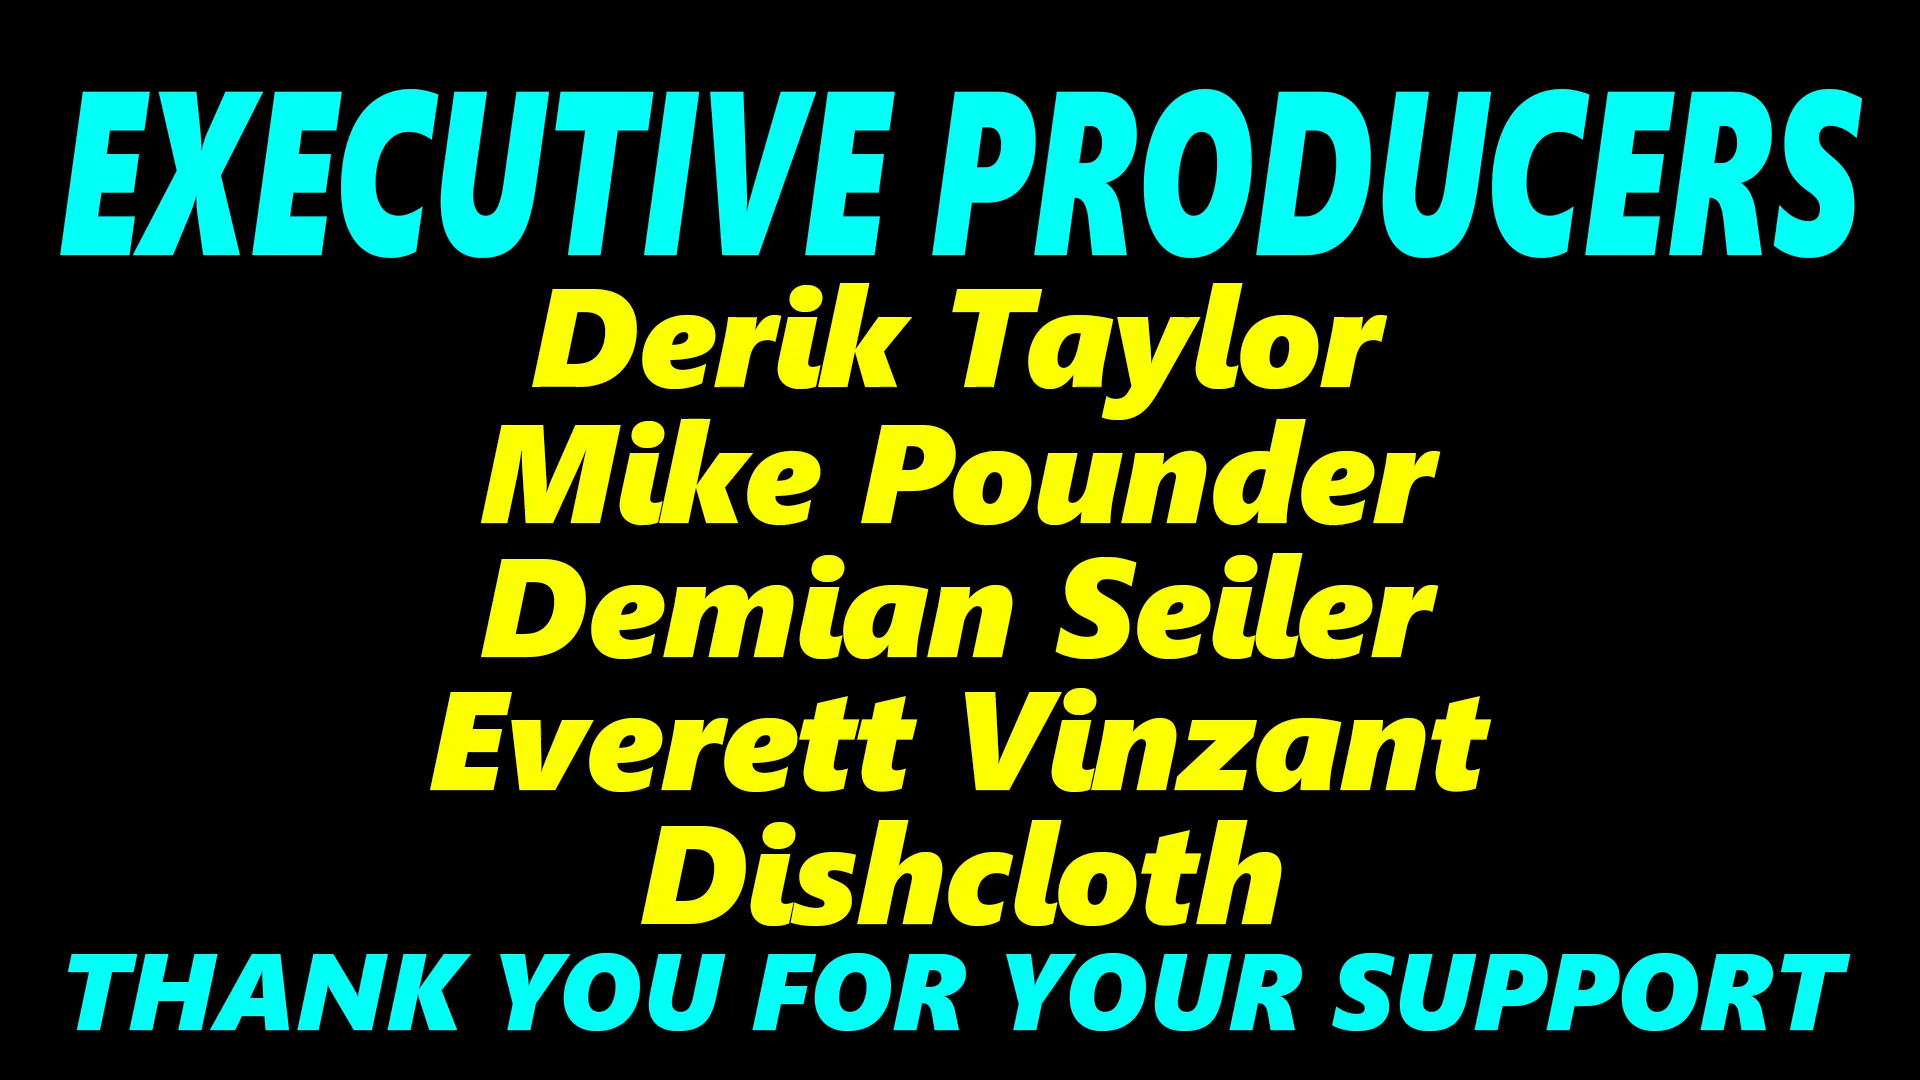 EXECUTIVE PRODUCERS
Derik Taylor
Mike Pounder
Demian Seiler
Everett Vinzant
Dishcloth
THANK YOU FOR YOUR SUPPORT